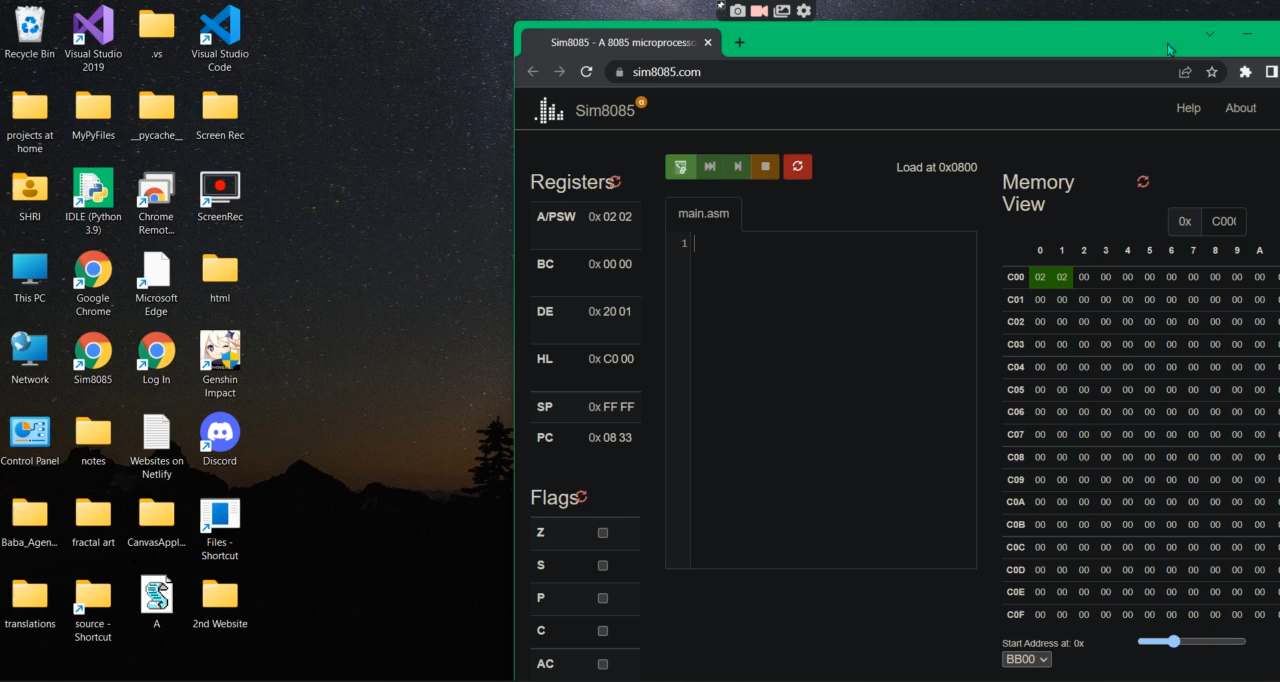 Recycle Bin
Visual Studio
2019
.vs
Visual Studio
Code
projects at
home
MyPyFiles
__pycache__
Screen Rec
SHRI
IDLE (Python
3.9)
Chrome
Remot...
ScreenRec
This PC
Google
Chrome
Microsoft
Edge
html
Network
Sim8085
Log In
Genshin
Impact
Control Panel
notes
Websites on
Netlify
Discord
Baba_Agen...
fractal art
CanvasAppl...
Files -
Shortcut
translations
source -
Shortcut
A
2nd Website
Sim8085 - A 8085 microprocesso
sim8085.com
Sim8085 α
Help About
Registers
A/PSW 0x 02 02
BC 0x 00 00
DE 0x 20 01
HL 0x C0 00
SP 0x FF FF
PC 0x 08 33
Flags
Z
S
P
C
AC
Load at 0x0800
main.asm
1
Memory
View
0x C00(
0 1 2 3 4 5 6 7 8 9 A
C00 02 02 00 00 00 00 00 00 00 00 00
C01 00 00 00 00 00 00 00 00 00 00 00
C02 00 00 00 00 00 00 00 00 00 00 00
C03 00 00 00 00 00 00 00 00 00 00 00
C04 00 00 00 00 00 00 00 00 00 00 00
C05 00 00 00 00 00 00 00 00 00 00 00
C06 00 00 00 00 00 00 00 00 00 00 00
C07 00 00 00 00 00 00 00 00 00 00 00
C08 00 00 00 00 00 00 00 00 00 00 00
C09 00 00 00 00 00 00 00 00 00 00 00
C0A 00 00 00 00 00 00 00 00 00 00 00
C0B 00 00 00 00 00 00 00 00 00 00 00
C0C 00 00 00 00 00 00 00 00 00 00 00
C0D 00 00 00 00 00 00 00 00 00 00 00
C0E 00 00 00 00 00 00 00 00 00 00 00
C0F 00 00 00 00 00 00 00 00 00 00 00
Start Address at: 0x
BB00